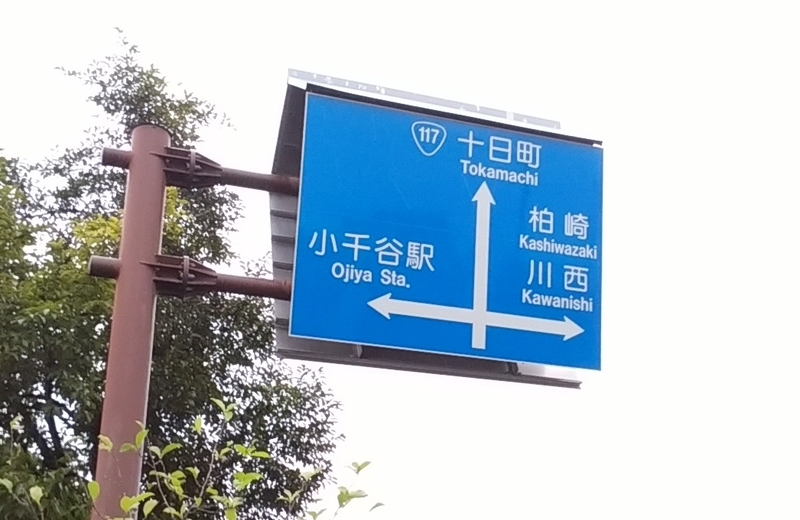 117
十日町
Tokamachi
小千谷駅
Ojiya Sta.
柏崎
Kashiwazaki
川西
Kawanishi